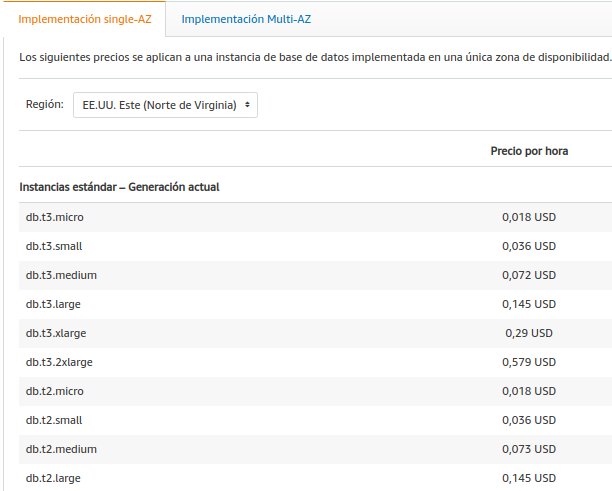 Implementación single-AZ Implementación Multi-AZ
Los siguientes precios se aplican a una instancia de base de datos implementada en una única zona de disponibilidad.
Región: EE.UU. Este (Norte de Virginia)
Precio por hora
Instancias estándar – Generación actual
db.t3.micro 0,018 USD
db.t3.small 0,036 USD
db.t3.medium 0,072 USD
db.t3.large 0,145 USD
db.t3.xlarge 0,29 USD
db.t3.2xlarge 0,579 USD
db.t2.micro 0,018 USD
db.t2.small 0,036 USD
db.t2.medium 0,073 USD
db.t2.large 0,145 USD